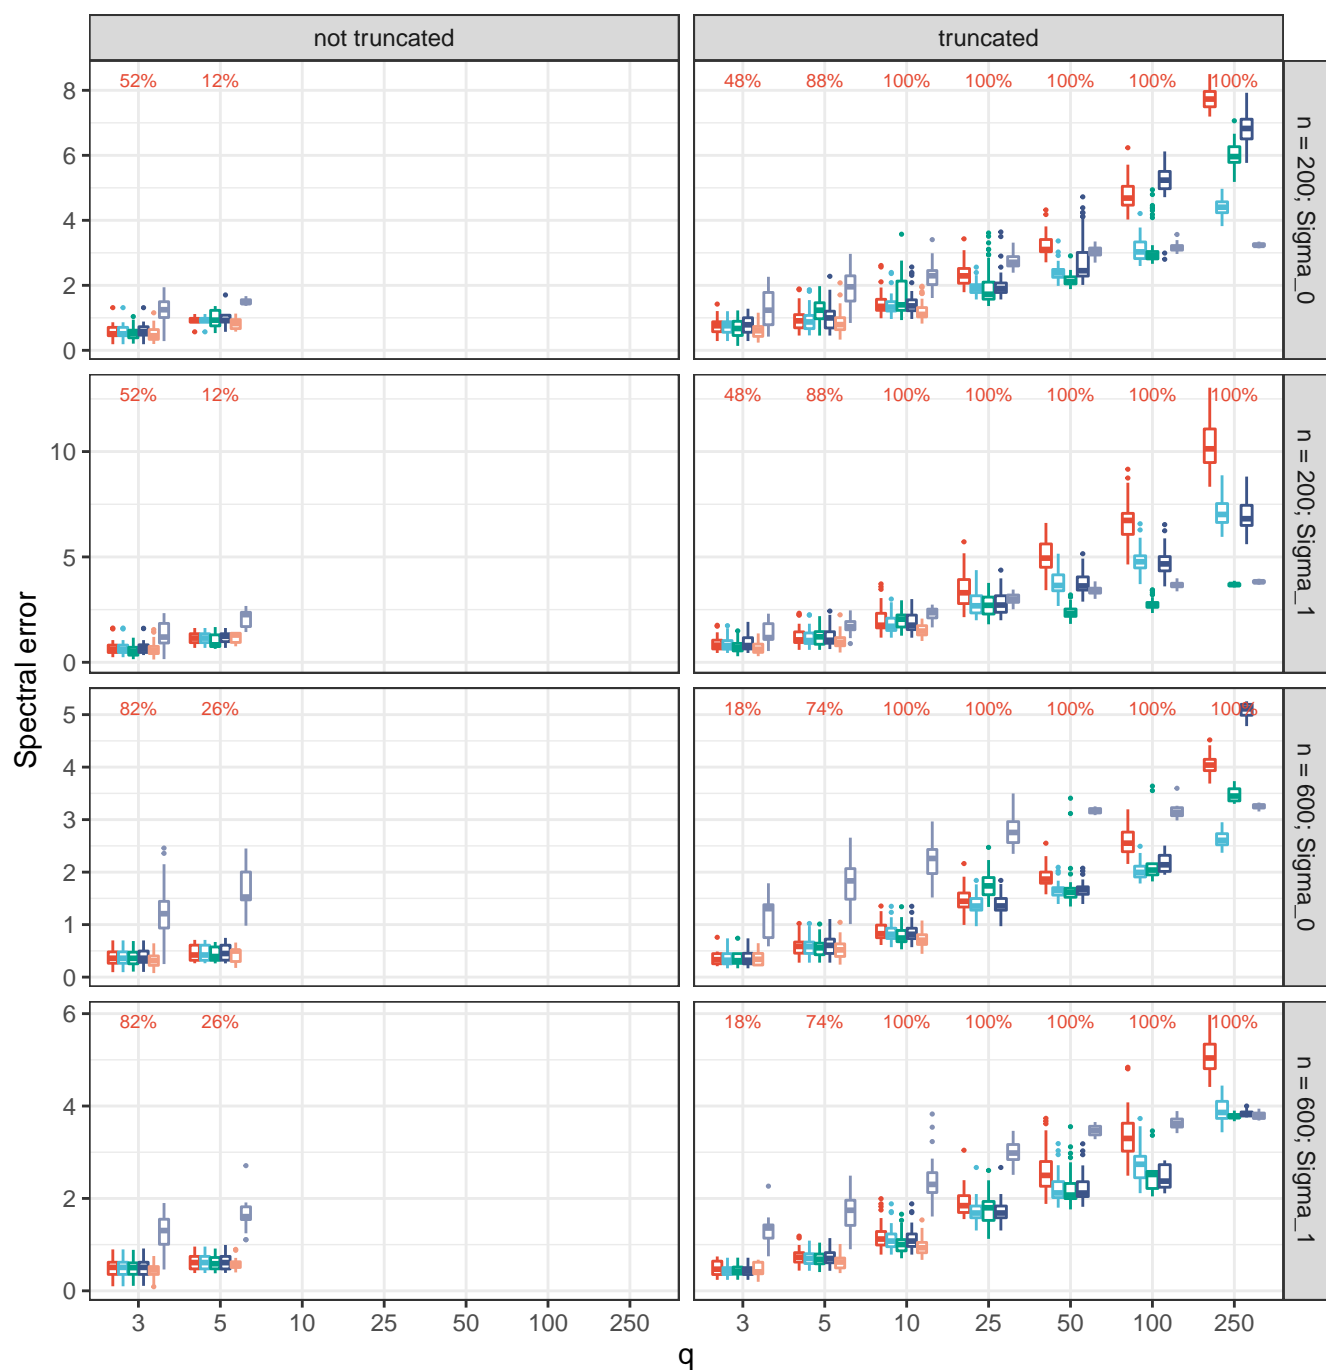 not truncated
truncated
52% 12%
48% 88% 100% 100% 100% 100% 100%
8
6
4
2
0
n = 200; Sigma_0
52% 12%
48% 88% 100% 100% 100% 100% 100%
10
5
0
n = 200; Sigma_1
Spectral error
82% 26%
18% 74% 100% 100% 100% 100% 100%
5
4
3
2
1
0
n = 600; Sigma_0
82% 26%
18% 74% 100% 100% 100% 100% 100%
6
4
2
0
n = 600; Sigma_1
3 5 10 25 50 100 250
3 5 10 25 50 100 250
q